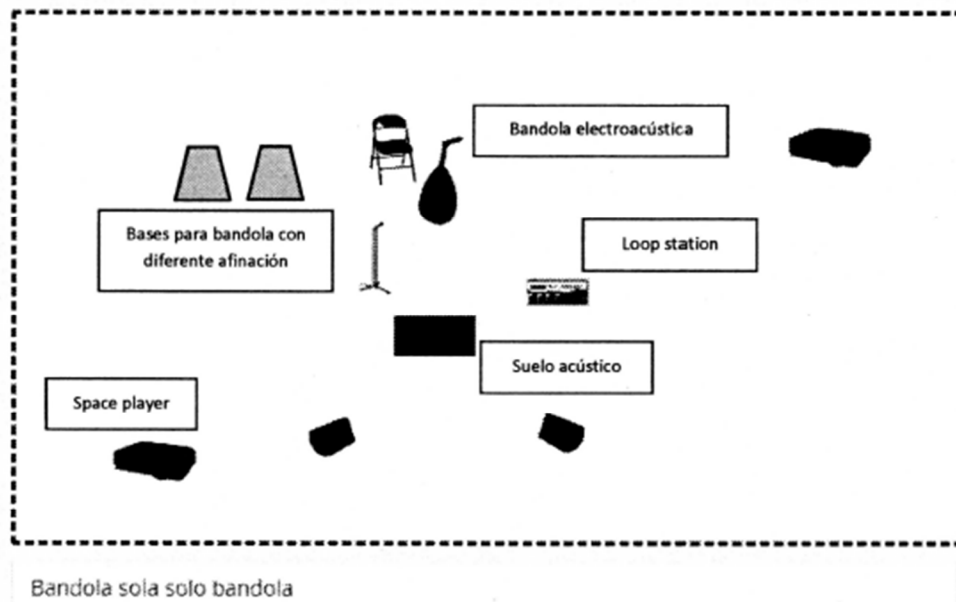 Bandola electroacústica
Bases para bandola con
diferente afinación
Loop station
Suelo acústico
Space player
Bandola sola solo bandola